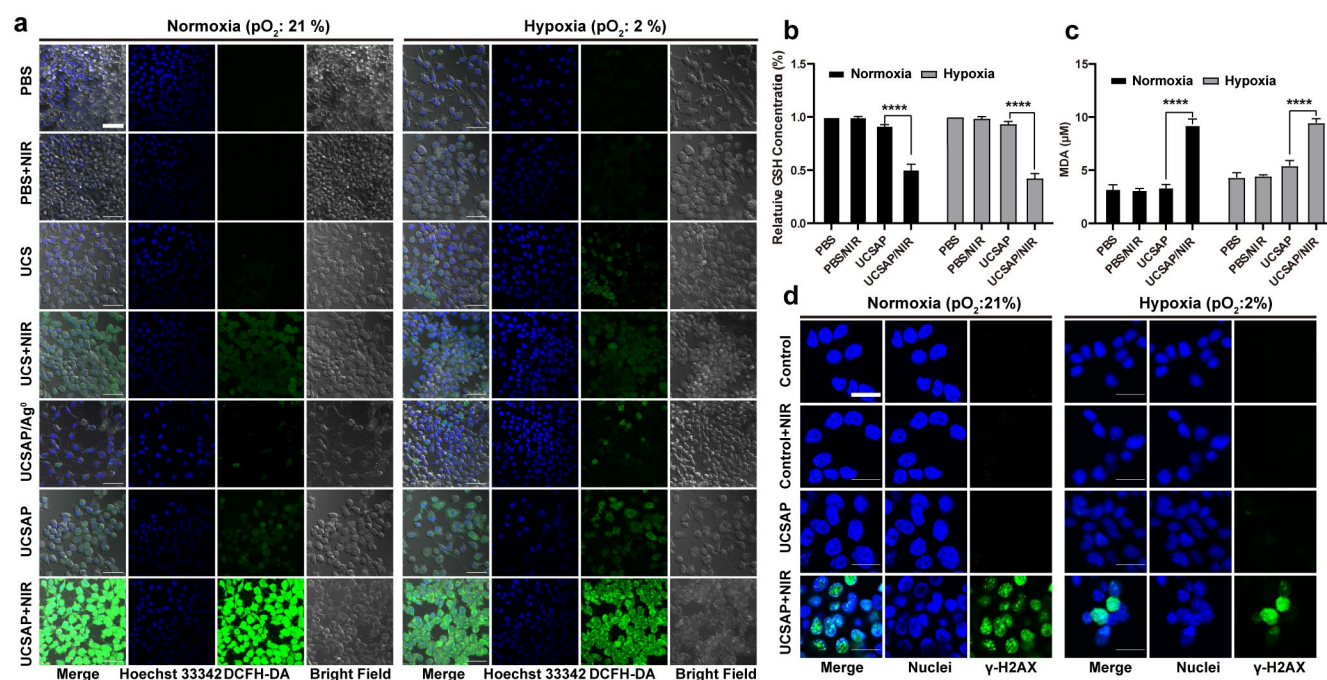 a
Normoxia (pO2: 21 %)
Hypoxia (pO2: 2 %)
PBS
PBS+NIR
UCS
UCS+NIR
UCSAP/Ag0
UCSAP
UCSAP+NIR
Merge Hoechst 33342 DCFH-DA Bright Field
Merge Hoechst 33342 DCFH-DA Bright Field
b
Relatiuve GSH Concentratiα (%)
1.5
1.0
0.5
0.0
Normoxia Hypoxia
****
****
PBS
PBS/NIR
UCSAP
UCSAP/NIR
PBS
PBS/NIR
UCSAP
UCSAP/NIR
c
MDA (μM)
15
10
5
0
Normoxia Hypoxia
****
****
PBS
PBS/NIR
UCSAP
UCSAP/NIR
PBS
PBS/NIR
UCSAP
UCSAP/NIR
d
Normoxia (pO2:21%)
Hypoxia (pO2:2%)
Control
Control+NIR
UCSAP
UCSAP+NIR
Merge Nuclei γ-H2AX
Merge Nuclei γ-H2AX